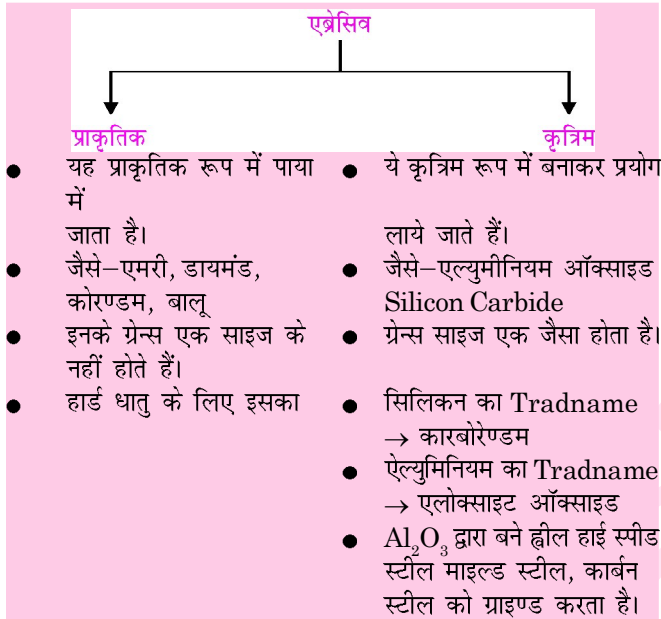 एब्रेसिव
प्राकृतिक
● यह प्राकृतिक रूप में पाया
में
जाता है।
● जैसे–एमरी, डायमंड,
कोरण्डम, बालू
● इनके ग्रेन्स एक साइज के
नहीं होते हैं।
● हार्ड धातु के लिए इसका
कृत्रिम
● ये कृत्रिम रूप में बनाकर प्रयोग
लाये जाते हैं।
● जैसे–एल्युमीनियम ऑक्साइड
Silicon Carbide
● ग्रेन्स साइज एक जैसा होता है।
● सिलिकन का Tradname
→ कारबोरेण्डम
● ऐल्युमिनियम का Tradname
→ एलोक्साइट ऑक्साइड
● Al₂O₃ द्वारा बने ह्वील हाई स्पीड
स्टील माइल्ड स्टील, कार्बन
स्टील को ग्राइण्ड करता है।